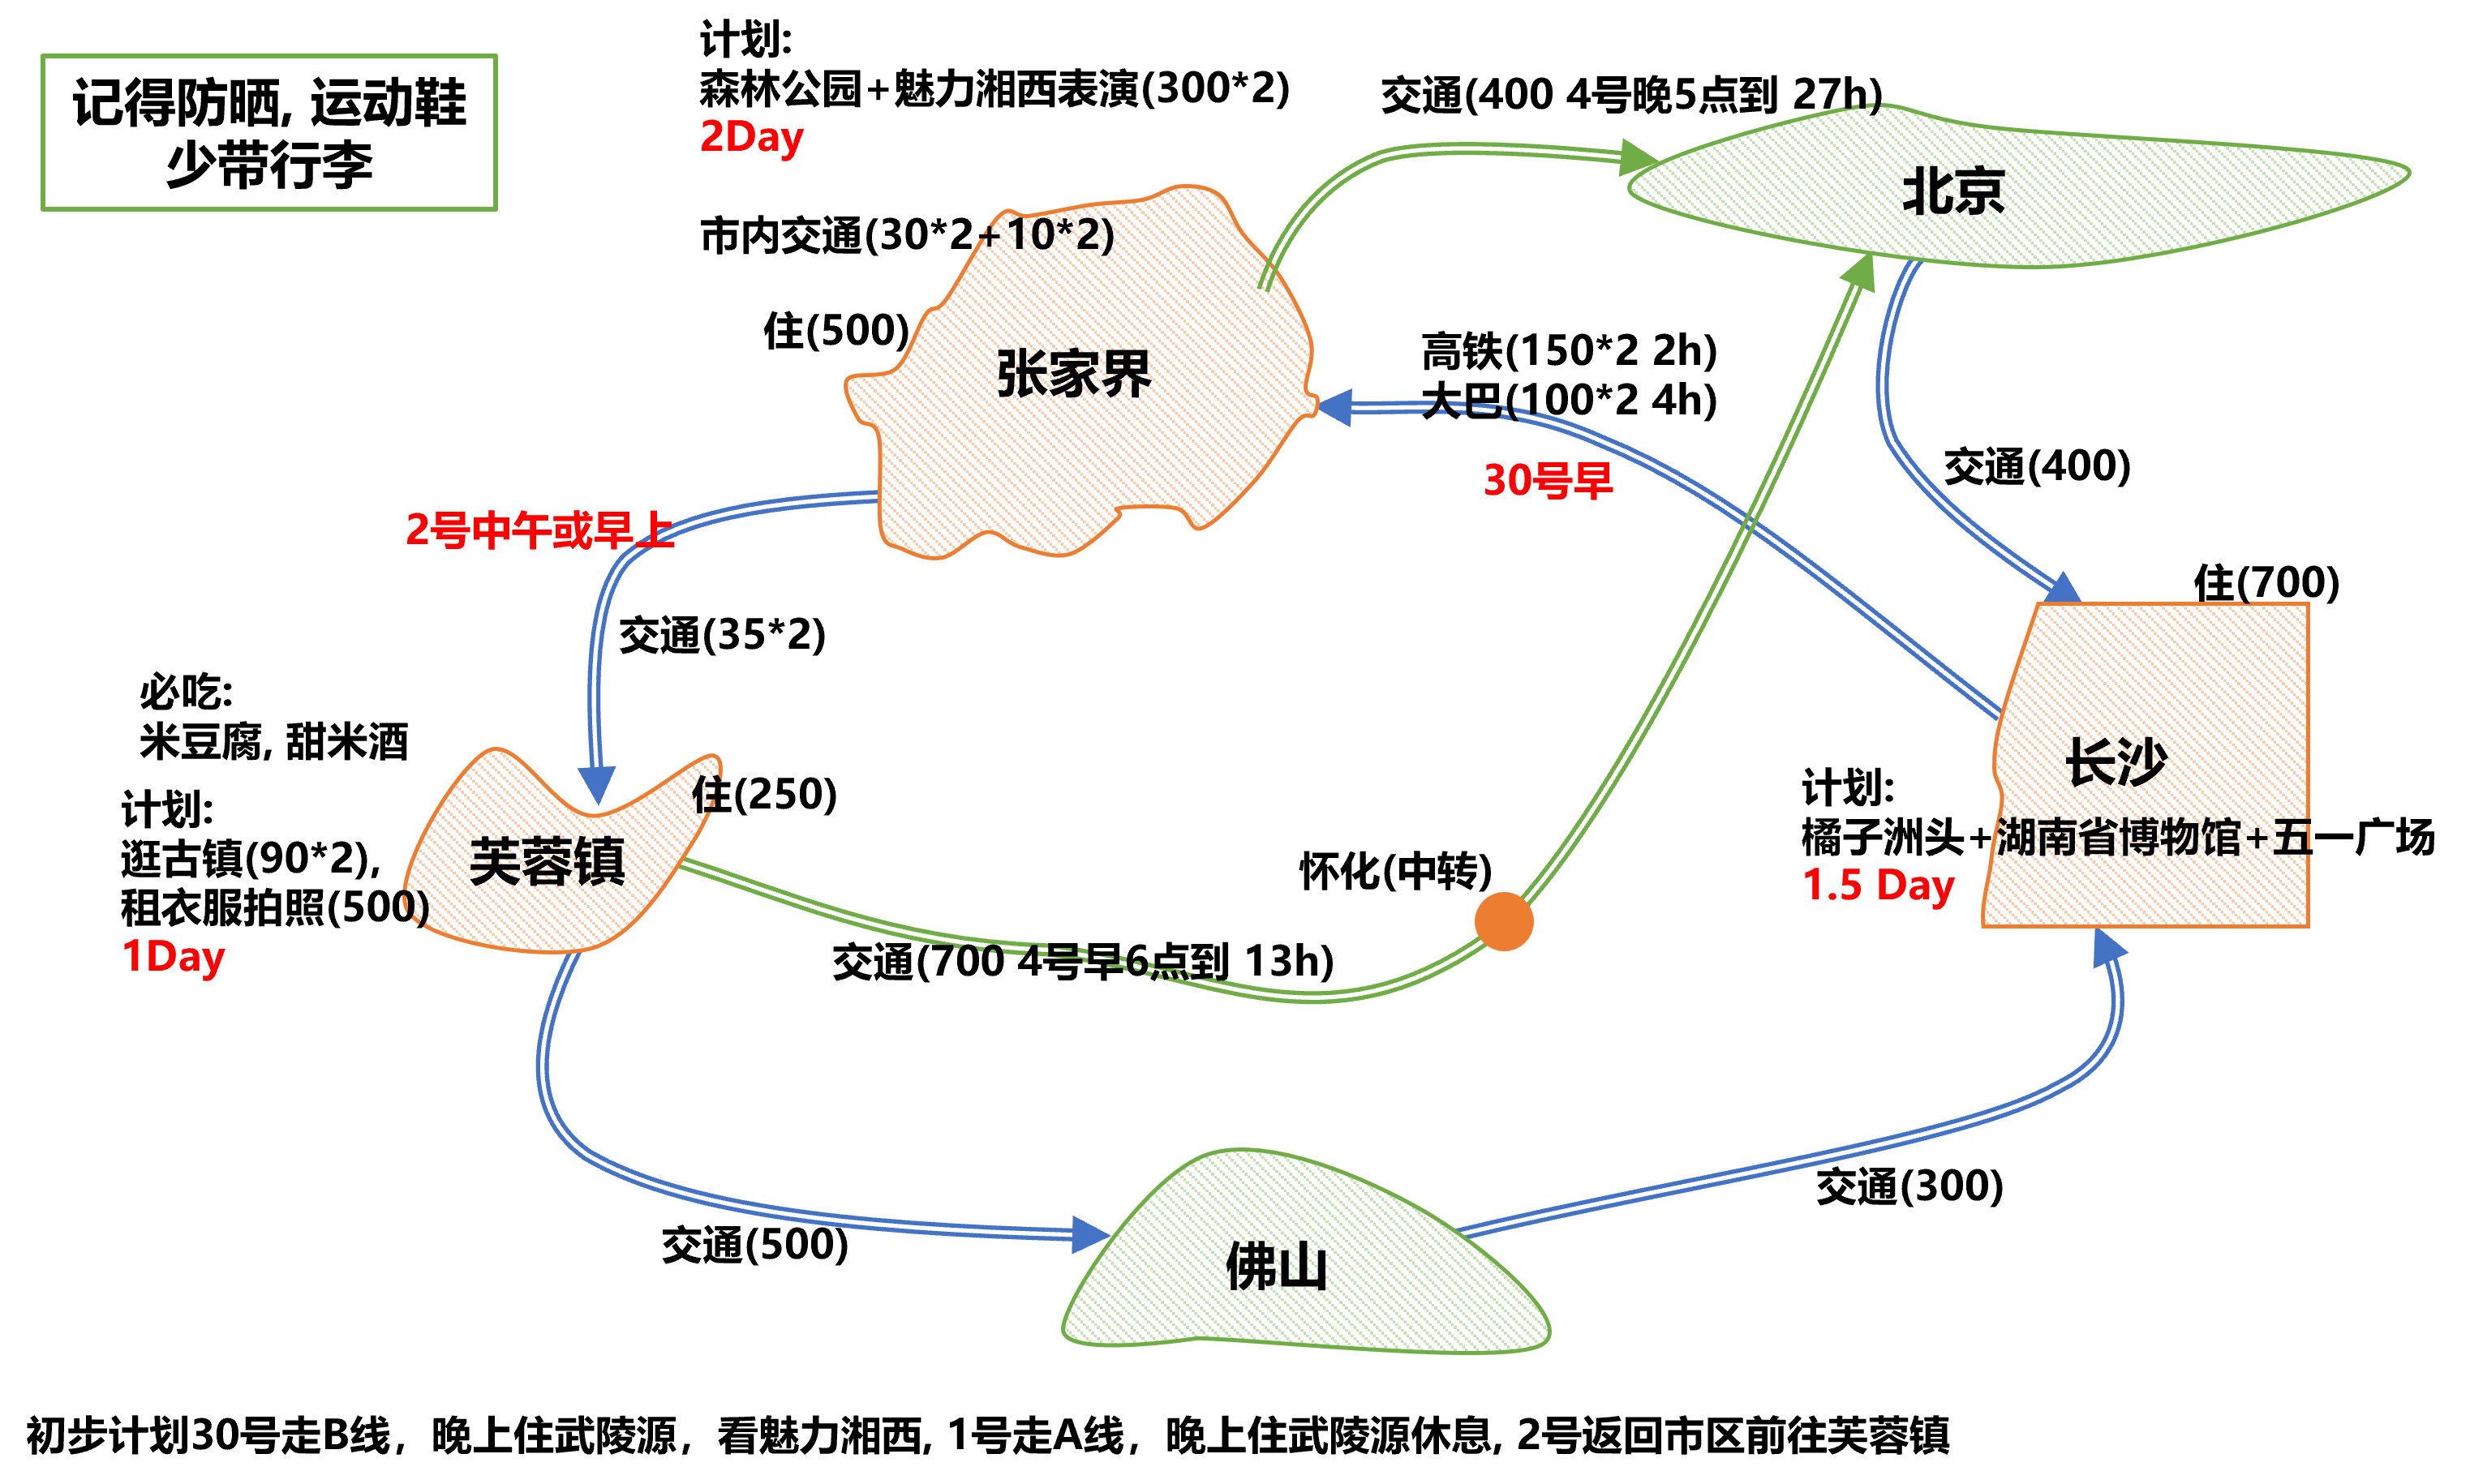 记得防晒, 运动鞋
少带行李
计划:
森林公园+魅力湘西表演(300*2)
2Day
市内交通(30*2+10*2)
住(500)
张家界
交通(400 4号晚5点到 27h)
北京
高铁(150*2 2h)
大巴(100*2 4h)
30号早
交通(400)
住(700)
2号中午或早上
交通(35*2)
必吃:
米豆腐, 甜米酒
计划:
逛古镇(90*2),
租衣服拍照(500)
1Day
住(250)
芙蓉镇
长沙
计划:
橘子洲头+湖南省博物馆+五一广场
1.5 Day
怀化(中转)
交通(700 4号早6点到 13h)
交通(500)
佛山
交通(300)
初步计划30号走B线，晚上住武陵源，看魅力湘西, 1号走A线，晚上住武陵源休息, 2号返回市区前往芙蓉镇